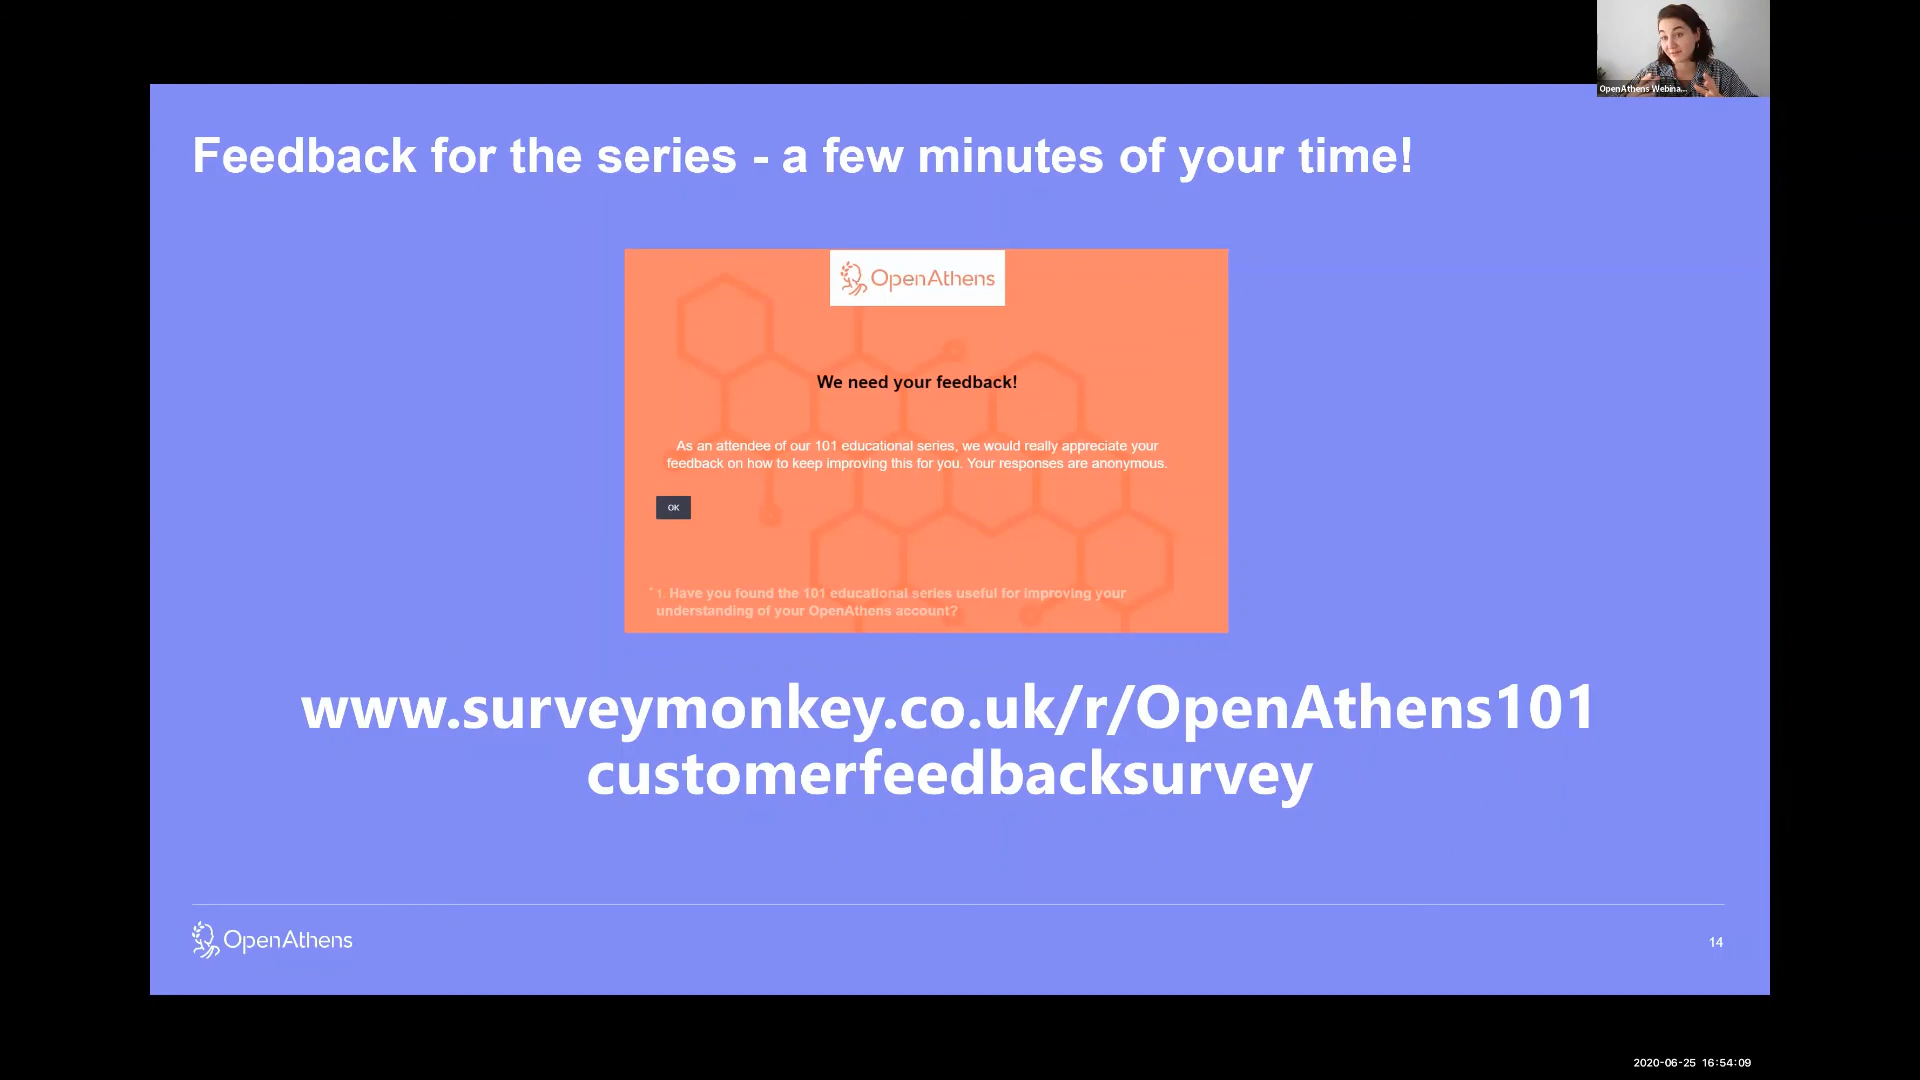 OpenAthens Webina...
Feedback for the series - a few minutes of your time!
OpenAthens
We need your feedback!
As an attendee of our 101 educational series, we would really appreciate your
feedback on how to keep improving this for you. Your responses are anonymous.
OK
* 1. Have you found the 101 educational series useful for improving your
understanding of your OpenAthens account?
www.surveymonkey.co.uk/r/OpenAthens101
customerfeedbacksurvey
OpenAthens
14
2020-06-25 16:54:09